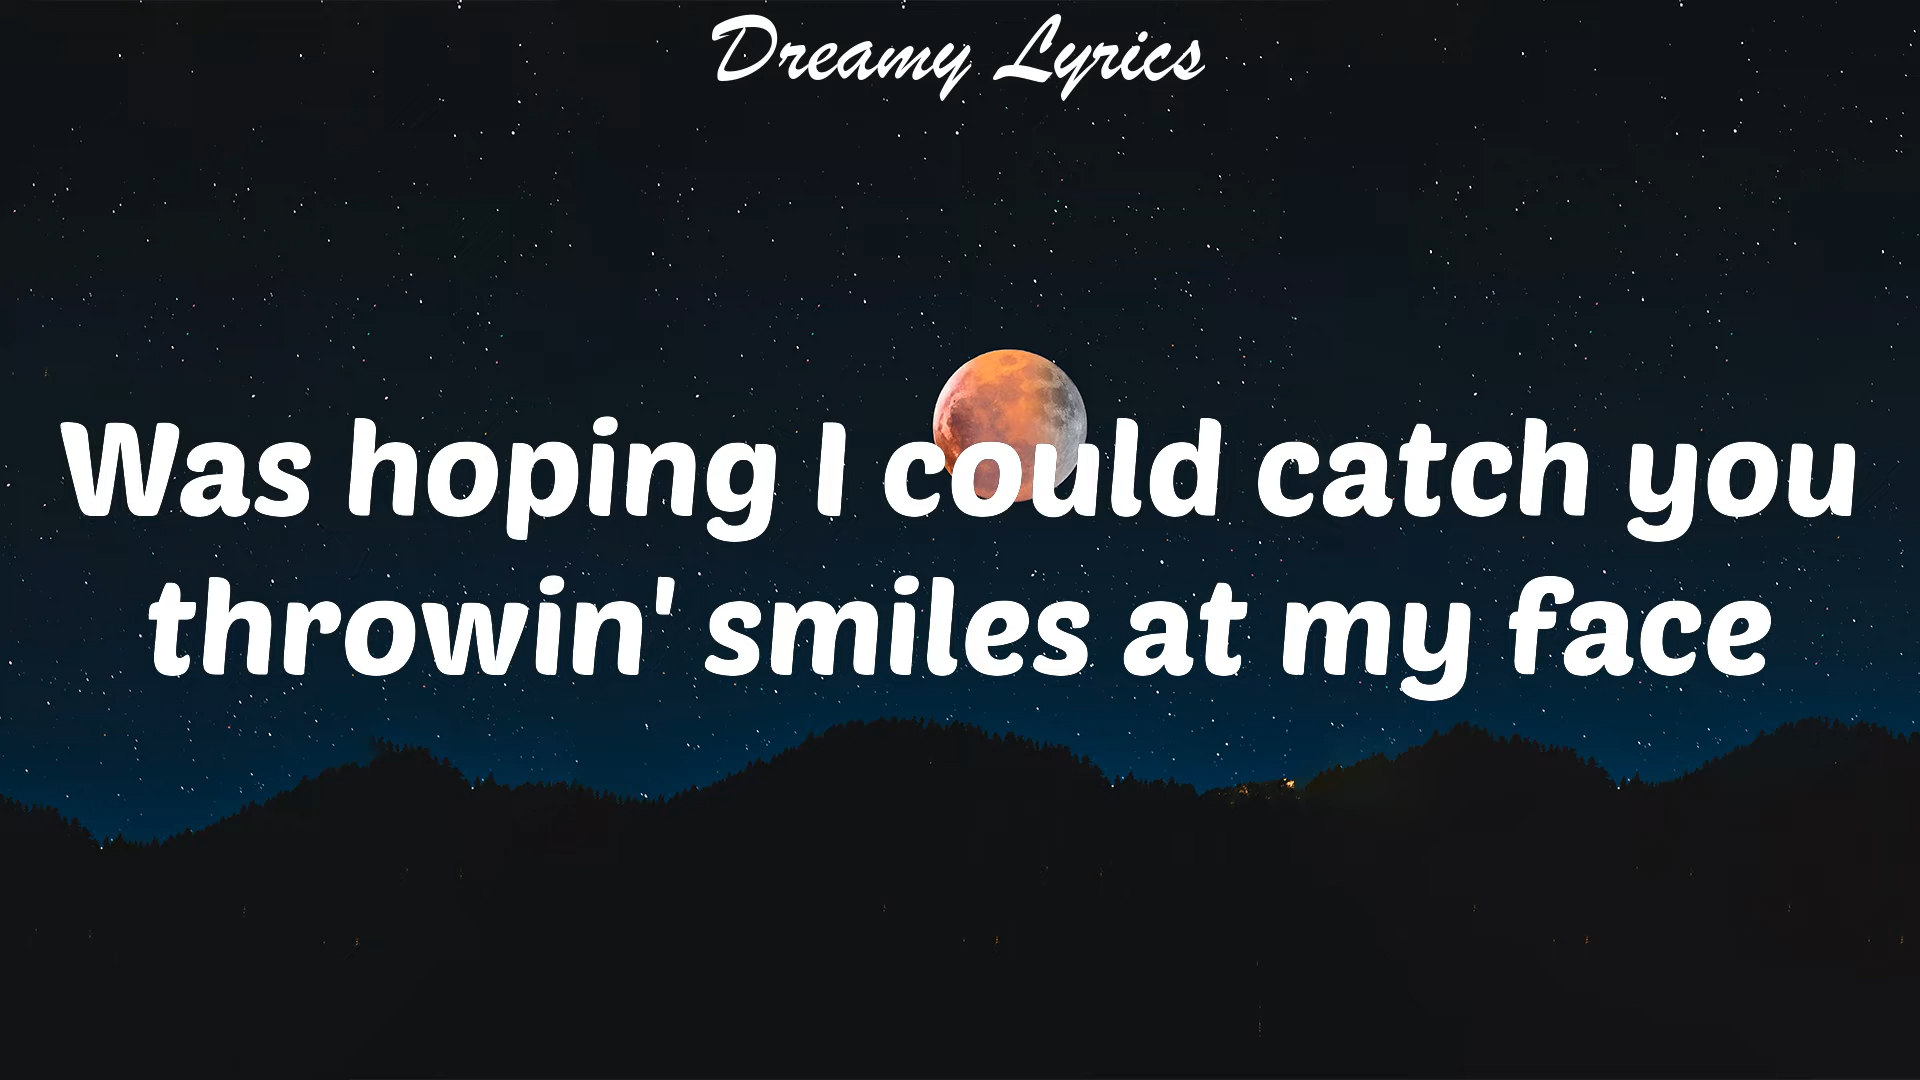 Dreamy Lyrics
Was hoping I could catch you
throwin' smiles at my face